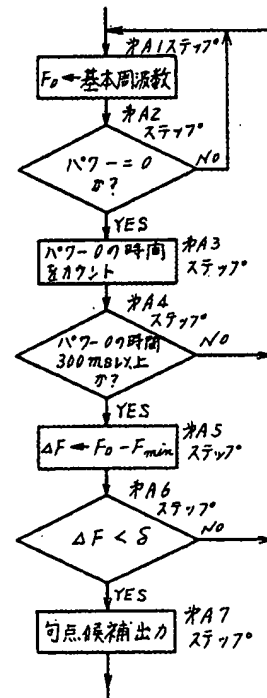 才A1ステップ
F₀←基本周波数
才A2
ステップ
パワー=0
か?
NO
YES
パワー0の時間
をカウント
才A3
ステップ
才A4
ステップ
パワー0の時間
300ms以上
か?
NO
YES
ΔF←F₀-Fmin
才A5
ステップ
才A6
ステップ
ΔF<δ
NO
YES
句点候補出力
才A7
ステップ